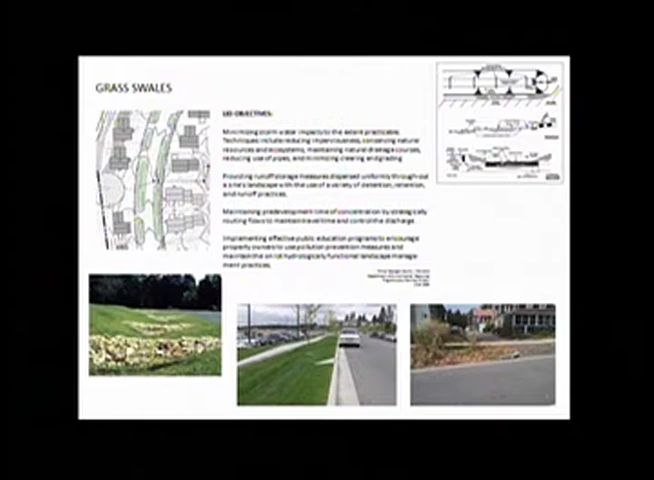 GRASS SWALES
LID OBJECTIVES:
Minimizing storm water impacts to the extent practicable.
Techniques include reducing imperviousness, conserving natural
resources and ecosystems, maintaining natural drainage courses,
reducing use of pipes, and minimizing clearing and grading.
Providing runoff storage measures dispersed uniformly through-out
a site's landscape with the use of a variety of detention, retention,
and runoff practices.
Maintaining predevelopment time of concentration by strategically
routing flows to maintain travel time and control the discharge.
Implementing effective public education programs to encourage
property owners to use pollution prevention measures and
maintain the on lot hydrologically functional landscape manage-
ment practices.